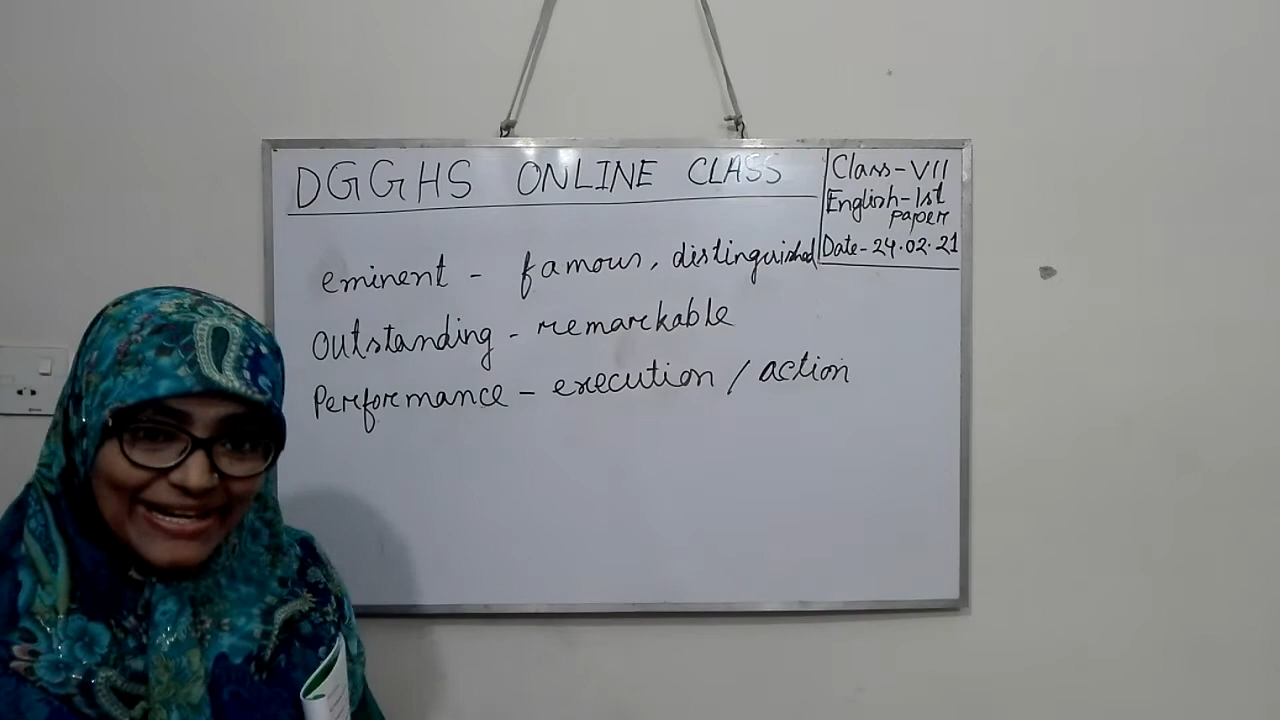 DGGHS ONLINE CLASS
Class-VII
English-1st
paper
Date-24.02.21
eminent - famous, distinguished
Outstanding - remarkable
Performance - execution / action